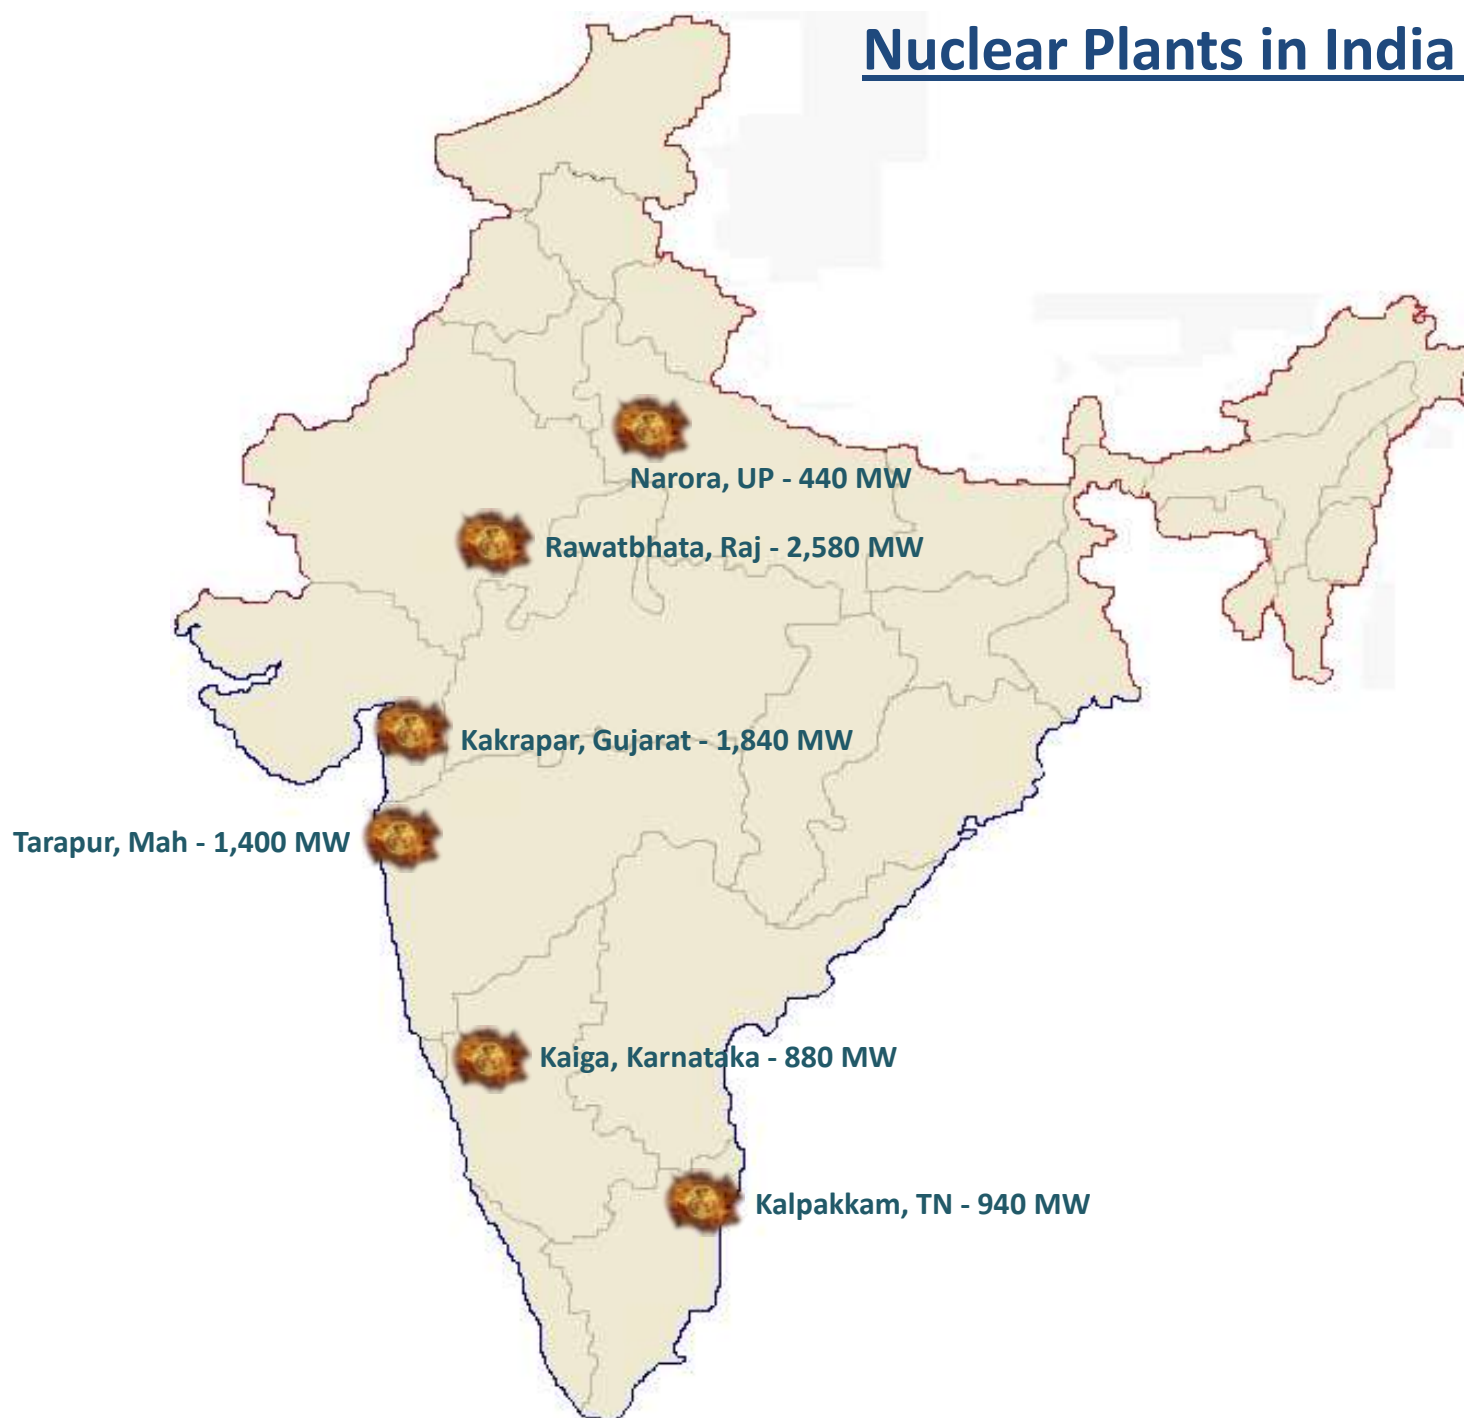 Nuclear Plants in India
Narora, UP - 440 MW
Rawatbhata, Raj - 2,580 MW
Kakrapar, Gujarat - 1,840 MW
Tarapur, Mah - 1,400 MW
Kaiga, Karnataka - 880 MW
Kalpakkam, TN - 940 MW